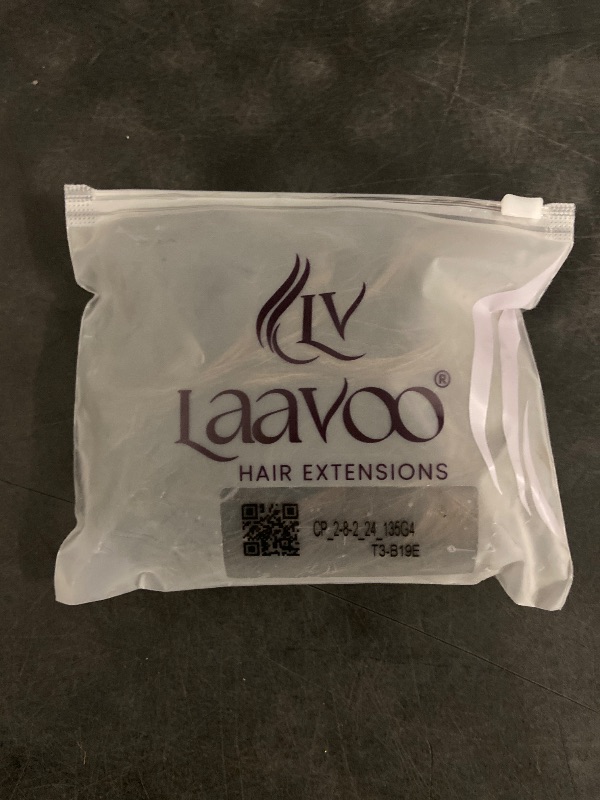 LV
Laavoo®
HAIR EXTENSIONS
CP_2-8-2_24_135G4
T3-B19E